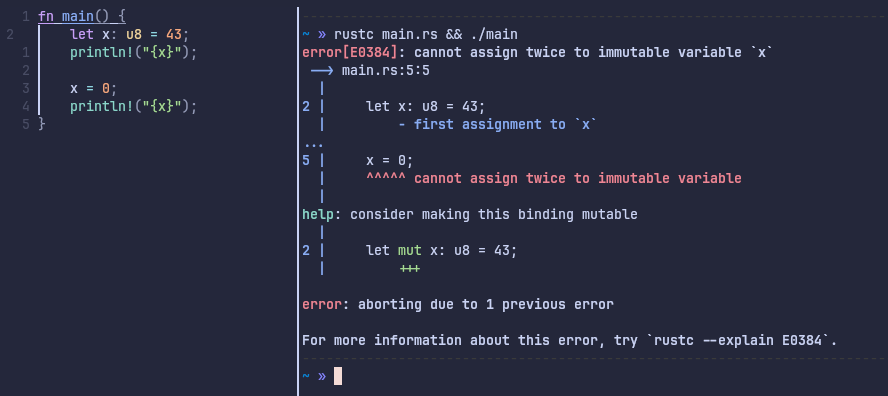 1 fn main() {
2     let x: u8 = 43;
1     println!("{x}");
2
3     x = 0;
4     println!("{x}");
5 }
~ » rustc main.rs && ./main
error[E0384]: cannot assign twice to immutable variable `x`
 --> main.rs:5:5
  |
2 |     let x: u8 = 43;
  |         - first assignment to `x`
...
5 |     x = 0;
  |     ^^^^^ cannot assign twice to immutable variable
  |
help: consider making this binding mutable
  |
2 |     let mut x: u8 = 43;
  |         +++

error: aborting due to 1 previous error

For more information about this error, try `rustc --explain E0384`.
~ »